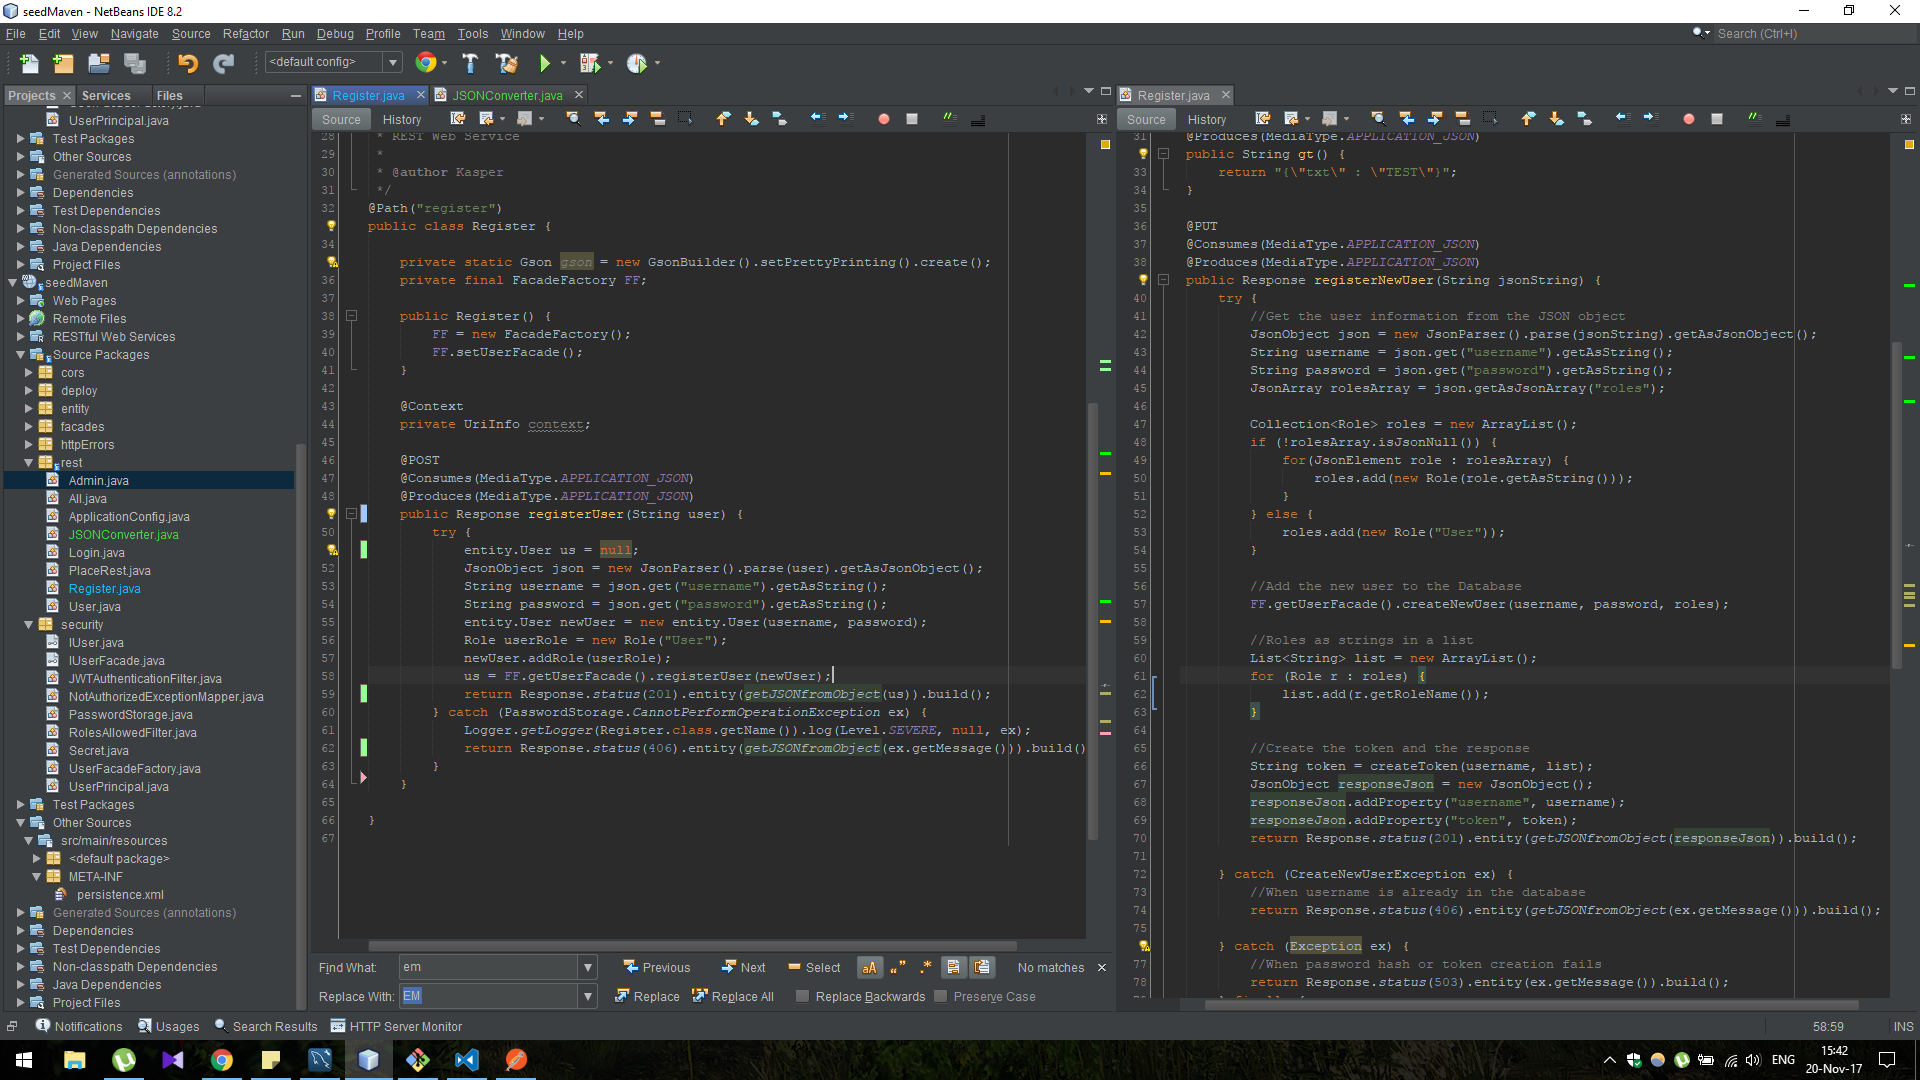 seedMaven - NetBeans IDE 8.2
File Edit View Navigate Source Refactor Run Debug Profile Team Tools Window Help
Search (Ctrl+I)
<default config>
Projects Services Files
UserPrincipal.java
Test Packages
Other Sources
Generated Sources (annotations)
Dependencies
Test Dependencies
Non-classpath Dependencies
Java Dependencies
Project Files
seedMaven
Web Pages
Remote Files
RESTful Web Services
Source Packages
cors
deploy
entity
facades
httpErrors
rest
Admin.java
All.java
ApplicationConfig.java
JSONConverter.java
Login.java
PlaceRest.java
Register.java
User.java
security
IUser.java
IUserFacade.java
JWTAuthenticationFilter.java
NotAuthorizedExceptionMapper.java
PasswordStorage.java
RolesAllowedFilter.java
Secret.java
UserFacadeFactory.java
UserPrincipal.java
Test Packages
Other Sources
src/main/resources
<default package>
META-INF
persistence.xml
Generated Sources (annotations)
Dependencies
Test Dependencies
Non-classpath Dependencies
Java Dependencies
Project Files
Register.java JSONConverter.java
Source History
28 * REST Web Service
29 *
30 * @author Kasper
31 */
32 @Path("register")
public class Register {
34
private static Gson gson = new GsonBuilder().setPrettyPrinting().create();
36 private final FacadeFactory FF;
37
38 public Register() {
39 FF = new FacadeFactory();
40 FF.setUserFacade();
41 }
42
43 @Context
44 private UriInfo context;
45
46 @POST
47 @Consumes(MediaType.APPLICATION_JSON)
48 @Produces(MediaType.APPLICATION_JSON)
public Response registerUser(String user) {
50 try {
entity.User us = null;
52 JsonObject json = new JsonParser().parse(user).getAsJsonObject();
53 String username = json.get("username").getAsString();
54 String password = json.get("password").getAsString();
55 entity.User newUser = new entity.User(username, password);
56 Role userRole = new Role("User");
57 newUser.addRole(userRole);
58 us = FF.getUserFacade().registerUser(newUser);
59 return Response.status(201).entity(getJSONfromObject(us)).build();
60 } catch (PasswordStorage.CannotPerformOperationException ex) {
61 Logger.getLogger(Register.class.getName()).log(Level.SEVERE, null, ex);
62 return Response.status(406).entity(getJSONfromObject(ex.getMessage())).build()
63 }
64 }
65
66 }
67
Find What: em Previous Next Select No matches
Replace With: EM Replace Replace All Replace Backwards Preserve Case
Register.java
Source History
31 @Produces(MediaType.APPLICATION_JSON)
public String gt() {
33 return "{\"txt\" : \"TEST\"}";
34 }
35
36 @PUT
37 @Consumes(MediaType.APPLICATION_JSON)
38 @Produces(MediaType.APPLICATION_JSON)
public Response registerNewUser(String jsonString) {
40 try {
41 //Get the user information from the JSON object
42 JsonObject json = new JsonParser().parse(jsonString).getAsJsonObject();
43 String username = json.get("username").getAsString();
44 String password = json.get("password").getAsString();
45 JsonArray rolesArray = json.getAsJsonArray("roles");
46
47 Collection<Role> roles = new ArrayList();
48 if (!rolesArray.isJsonNull()) {
49 for(JsonElement role : rolesArray) {
50 roles.add(new Role(role.getAsString()));
51 }
52 } else {
53 roles.add(new Role("User"));
54 }
55
56 //Add the new user to the Database
57 FF.getUserFacade().createNewUser(username, password, roles);
58
59 //Roles as strings in a list
60 List<String> list = new ArrayList();
61 for (Role r : roles) {
62 list.add(r.getRoleName());
63 }
64
65 //Create the token and the response
66 String token = createToken(username, list);
67 JsonObject responseJson = new JsonObject();
68 responseJson.addProperty("username", username);
69 responseJson.addProperty("token", token);
70 return Response.status(201).entity(getJSONfromObject(responseJson)).build();
71
72 } catch (CreateNewUserException ex) {
73 //When username is already in the database
74 return Response.status(406).entity(getJSONfromObject(ex.getMessage())).build();
75
} catch (Exception ex) {
77 //When password hash or token creation fails
78 return Response.status(503).entity(ex.getMessage()).build();
Notifications Usages Search Results HTTP Server Monitor
58:59 INS
ENG
15:42
20-Nov-17